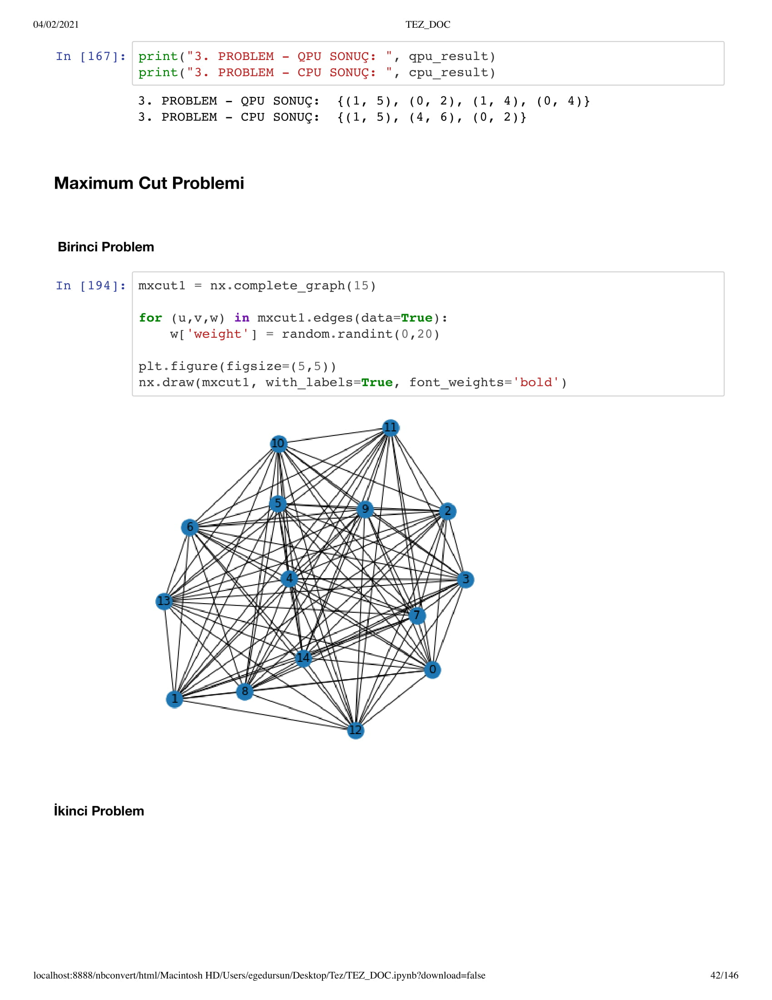 04/02/2021 TEZ_DOC
In [167]: print("3. PROBLEM - QPU SONUÇ: ", qpu_result)
print("3. PROBLEM - CPU SONUÇ: ", cpu_result)
3. PROBLEM - QPU SONUÇ:  {(1, 5), (0, 2), (1, 4), (0, 4)}
3. PROBLEM - CPU SONUÇ:  {(1, 5), (4, 6), (0, 2)}
Maximum Cut Problemi
Birinci Problem
In [194]: mxcut1 = nx.complete_graph(15)
for (u,v,w) in mxcut1.edges(data=True):
    w['weight'] = random.randint(0,20)
plt.figure(figsize=(5,5))
nx.draw(mxcut1, with_labels=True, font_weights='bold')
11
10
5
9
2
6
4
3
13
7
14
0
8
1
12
İkinci Problem
localhost:8888/nbconvert/html/Macintosh HD/Users/egedursun/Desktop/Tez/TEZ_DOC.ipynb?download=false 42/146